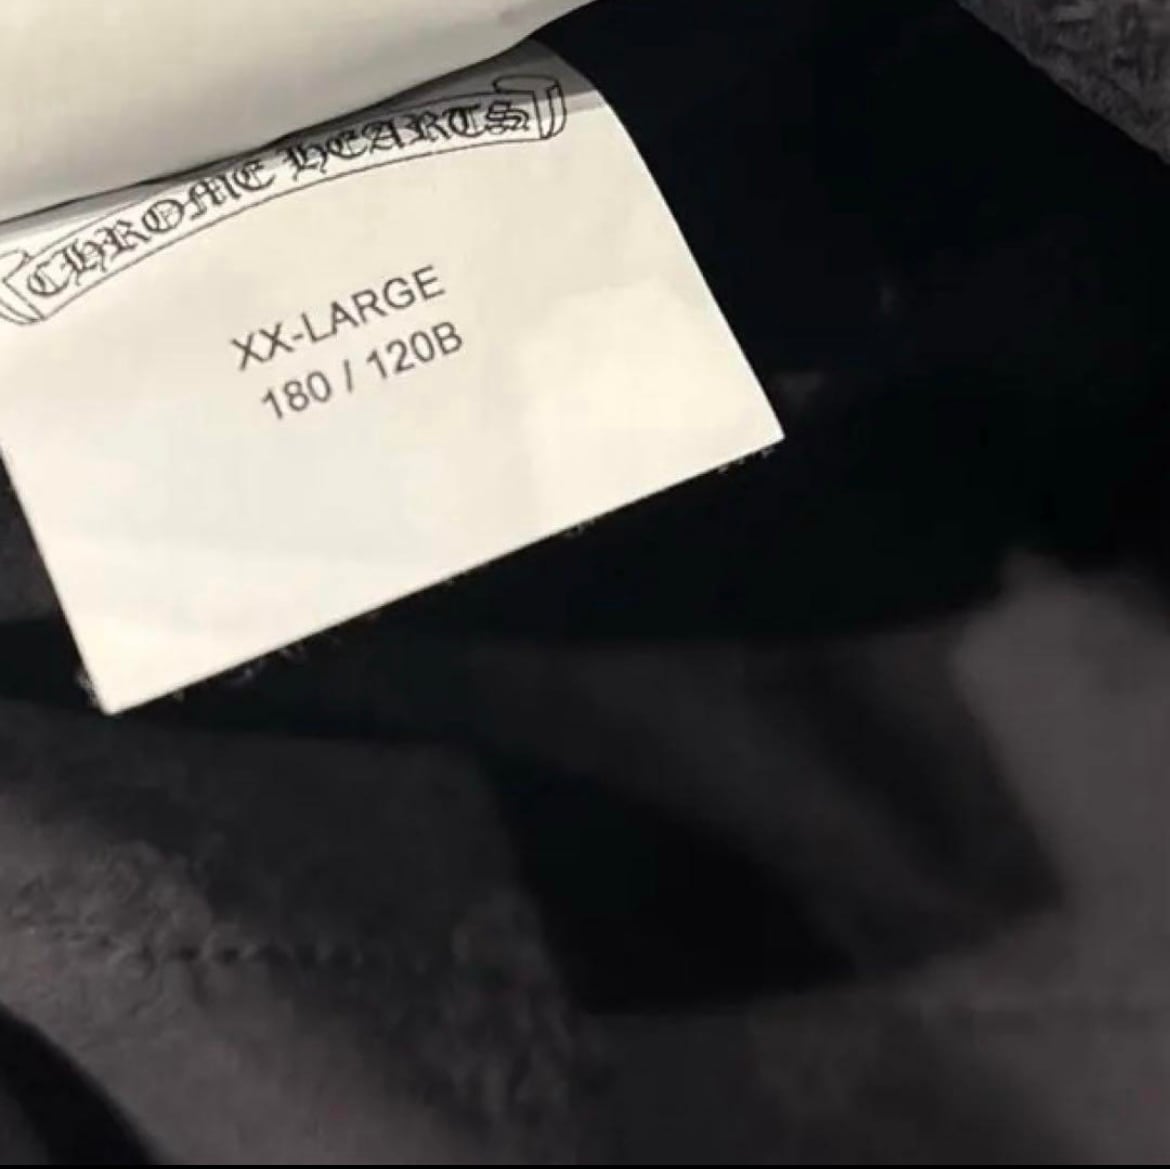 CHROME HEARTS
XX-LARGE
180 / 120B